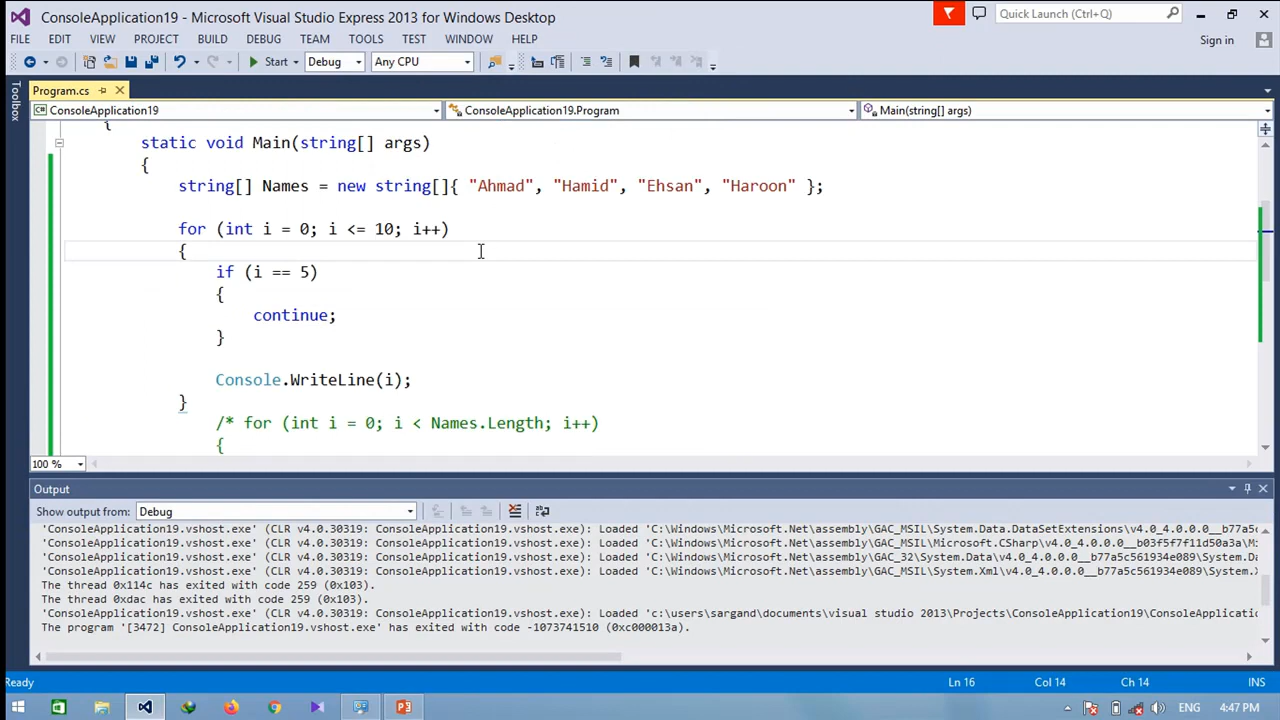 ConsoleApplication19 - Microsoft Visual Studio Express 2013 for Windows Desktop
Quick Launch (Ctrl+Q)
FILE EDIT VIEW PROJECT BUILD DEBUG TEAM TOOLS TEST WINDOW HELP
Sign in
Start Debug Any CPU
Toolbox
Program.cs
ConsoleApplication19 ConsoleApplication19.Program Main(string[] args)
{
static void Main(string[] args)
{
string[] Names = new string[]{ "Ahmad", "Hamid", "Ehsan", "Haroon" };
for (int i = 0; i <= 10; i++)
{
if (i == 5)
{
continue;
}
Console.WriteLine(i);
}
/* for (int i = 0; i < Names.Length; i++)
{
100 %
Output
Show output from: Debug
'ConsoleApplication19.vshost.exe' (CLR v4.0.30319: ConsoleApplication19.vshost.exe): Loaded 'C:\Windows\Microsoft.Net\assembly\GAC_MSIL\System.Data.DataSetExtensions\v4.0_4.0.0.0__b77a5c
'ConsoleApplication19.vshost.exe' (CLR v4.0.30319: ConsoleApplication19.vshost.exe): Loaded 'C:\Windows\Microsoft.Net\assembly\GAC_MSIL\Microsoft.CSharp\v4.0_4.0.0.0__b03f5f7f11d50a3a\Mi
'ConsoleApplication19.vshost.exe' (CLR v4.0.30319: ConsoleApplication19.vshost.exe): Loaded 'C:\Windows\Microsoft.Net\assembly\GAC_32\System.Data\v4.0_4.0.0.0__b77a5c561934e089\System.Da
'ConsoleApplication19.vshost.exe' (CLR v4.0.30319: ConsoleApplication19.vshost.exe): Loaded 'C:\Windows\Microsoft.Net\assembly\GAC_MSIL\System.Xml\v4.0_4.0.0.0__b77a5c561934e089\System.X
The thread 0x114c has exited with code 259 (0x103).
The thread 0xdac has exited with code 259 (0x103).
'ConsoleApplication19.vshost.exe' (CLR v4.0.30319: ConsoleApplication19.vshost.exe): Loaded 'c:\users\sargand\documents\visual studio 2013\Projects\ConsoleApplication19\ConsoleApplicatio
The program '[3472] ConsoleApplication19.vshost.exe' has exited with code -1073741510 (0xc000013a).
Ready Ln 16 Col 14 Ch 14 INS
ENG 4:47 PM